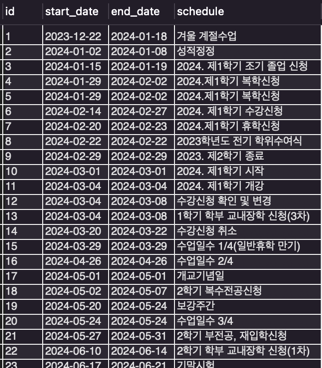 id start_date end_date schedule
1 2023-12-22 2024-01-18 겨울 계절수업
2 2024-01-02 2024-01-08 성적정정
3 2024-01-15 2024-01-19 2024. 제1학기 조기 졸업 신청
4 2024-01-29 2024-02-02 2024.제1학기 복학신청
5 2024-01-29 2024-02-02 2024.제1학기 복학신청
6 2024-02-14 2024-02-27 2024. 제1학기 수강신청
7 2024-02-20 2024-02-23 2024.제1학기 휴학신청
8 2024-02-22 2024-02-22 2023학년도 전기 학위수여식
9 2024-02-29 2024-02-29 2023. 제2학기 종료
10 2024-03-01 2024-03-01 2024. 제1학기 시작
11 2024-03-04 2024-03-04 2024. 제1학기 개강
12 2024-03-04 2024-03-08 수강신청 확인 및 변경
13 2024-03-04 2024-03-08 1학기 학부 교내장학 신청(3차)
14 2024-03-20 2024-03-22 수강신청 취소
15 2024-03-29 2024-03-29 수업일수 1/4(일반휴학 만기)
16 2024-04-26 2024-04-26 수업일수 2/4
17 2024-05-01 2024-05-01 개교기념일
18 2024-05-02 2024-05-07 2학기 복수전공신청
19 2024-05-20 2024-05-24 보강주간
20 2024-05-24 2024-05-24 수업일수 3/4
21 2024-05-27 2024-05-31 2학기 부전공, 재입학신청
22 2024-06-10 2024-06-14 2학기 학부 교내장학 신청(1차)
23 2024-06-17 2024-06-21 기말시험